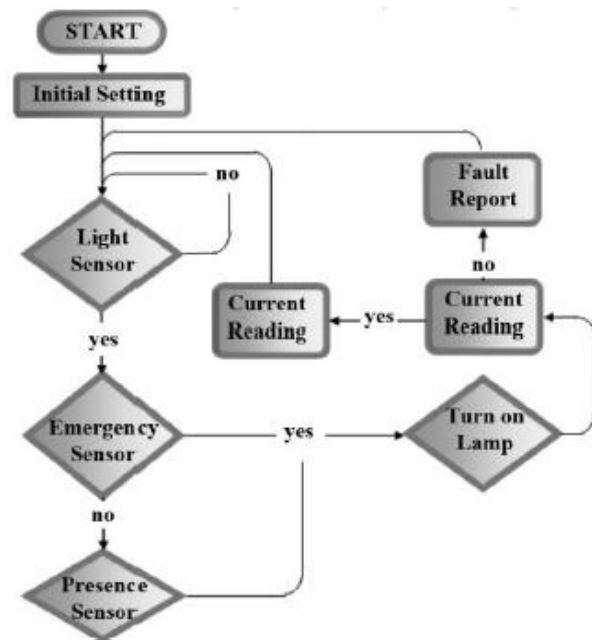 START
Initial Setting
no
Fault
Report
Light
Sensor
no
Current
Reading
yes
Current
Reading
yes
Emergency
Sensor
yes
Turn on
Lamp
no
Presence
Sensor